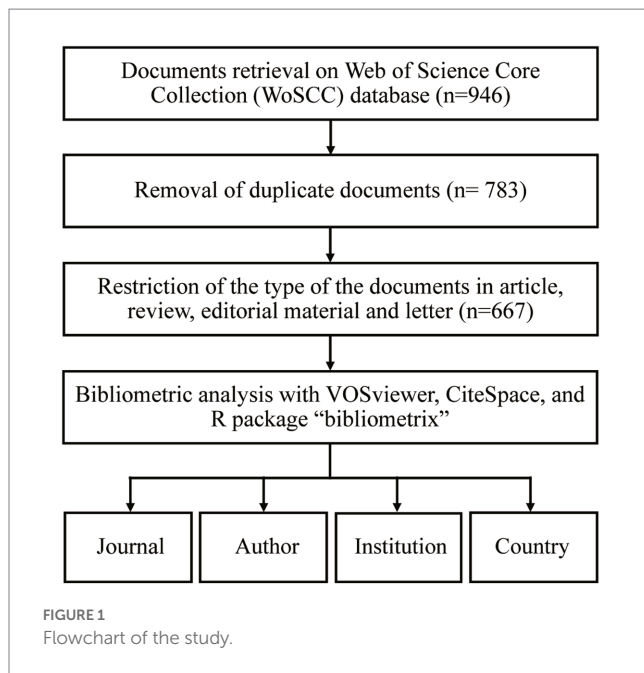 Documents retrieval on Web of Science Core
Collection (WoSCC) database (n=946)
Removal of duplicate documents (n= 783)
Restriction of the type of the documents in article,
review, editorial material and letter (n=667)
Bibliometric analysis with VOSviewer, CiteSpace, and
R package “bibliometrix”
Journal
Author
Institution
Country
FIGURE 1
Flowchart of the study.